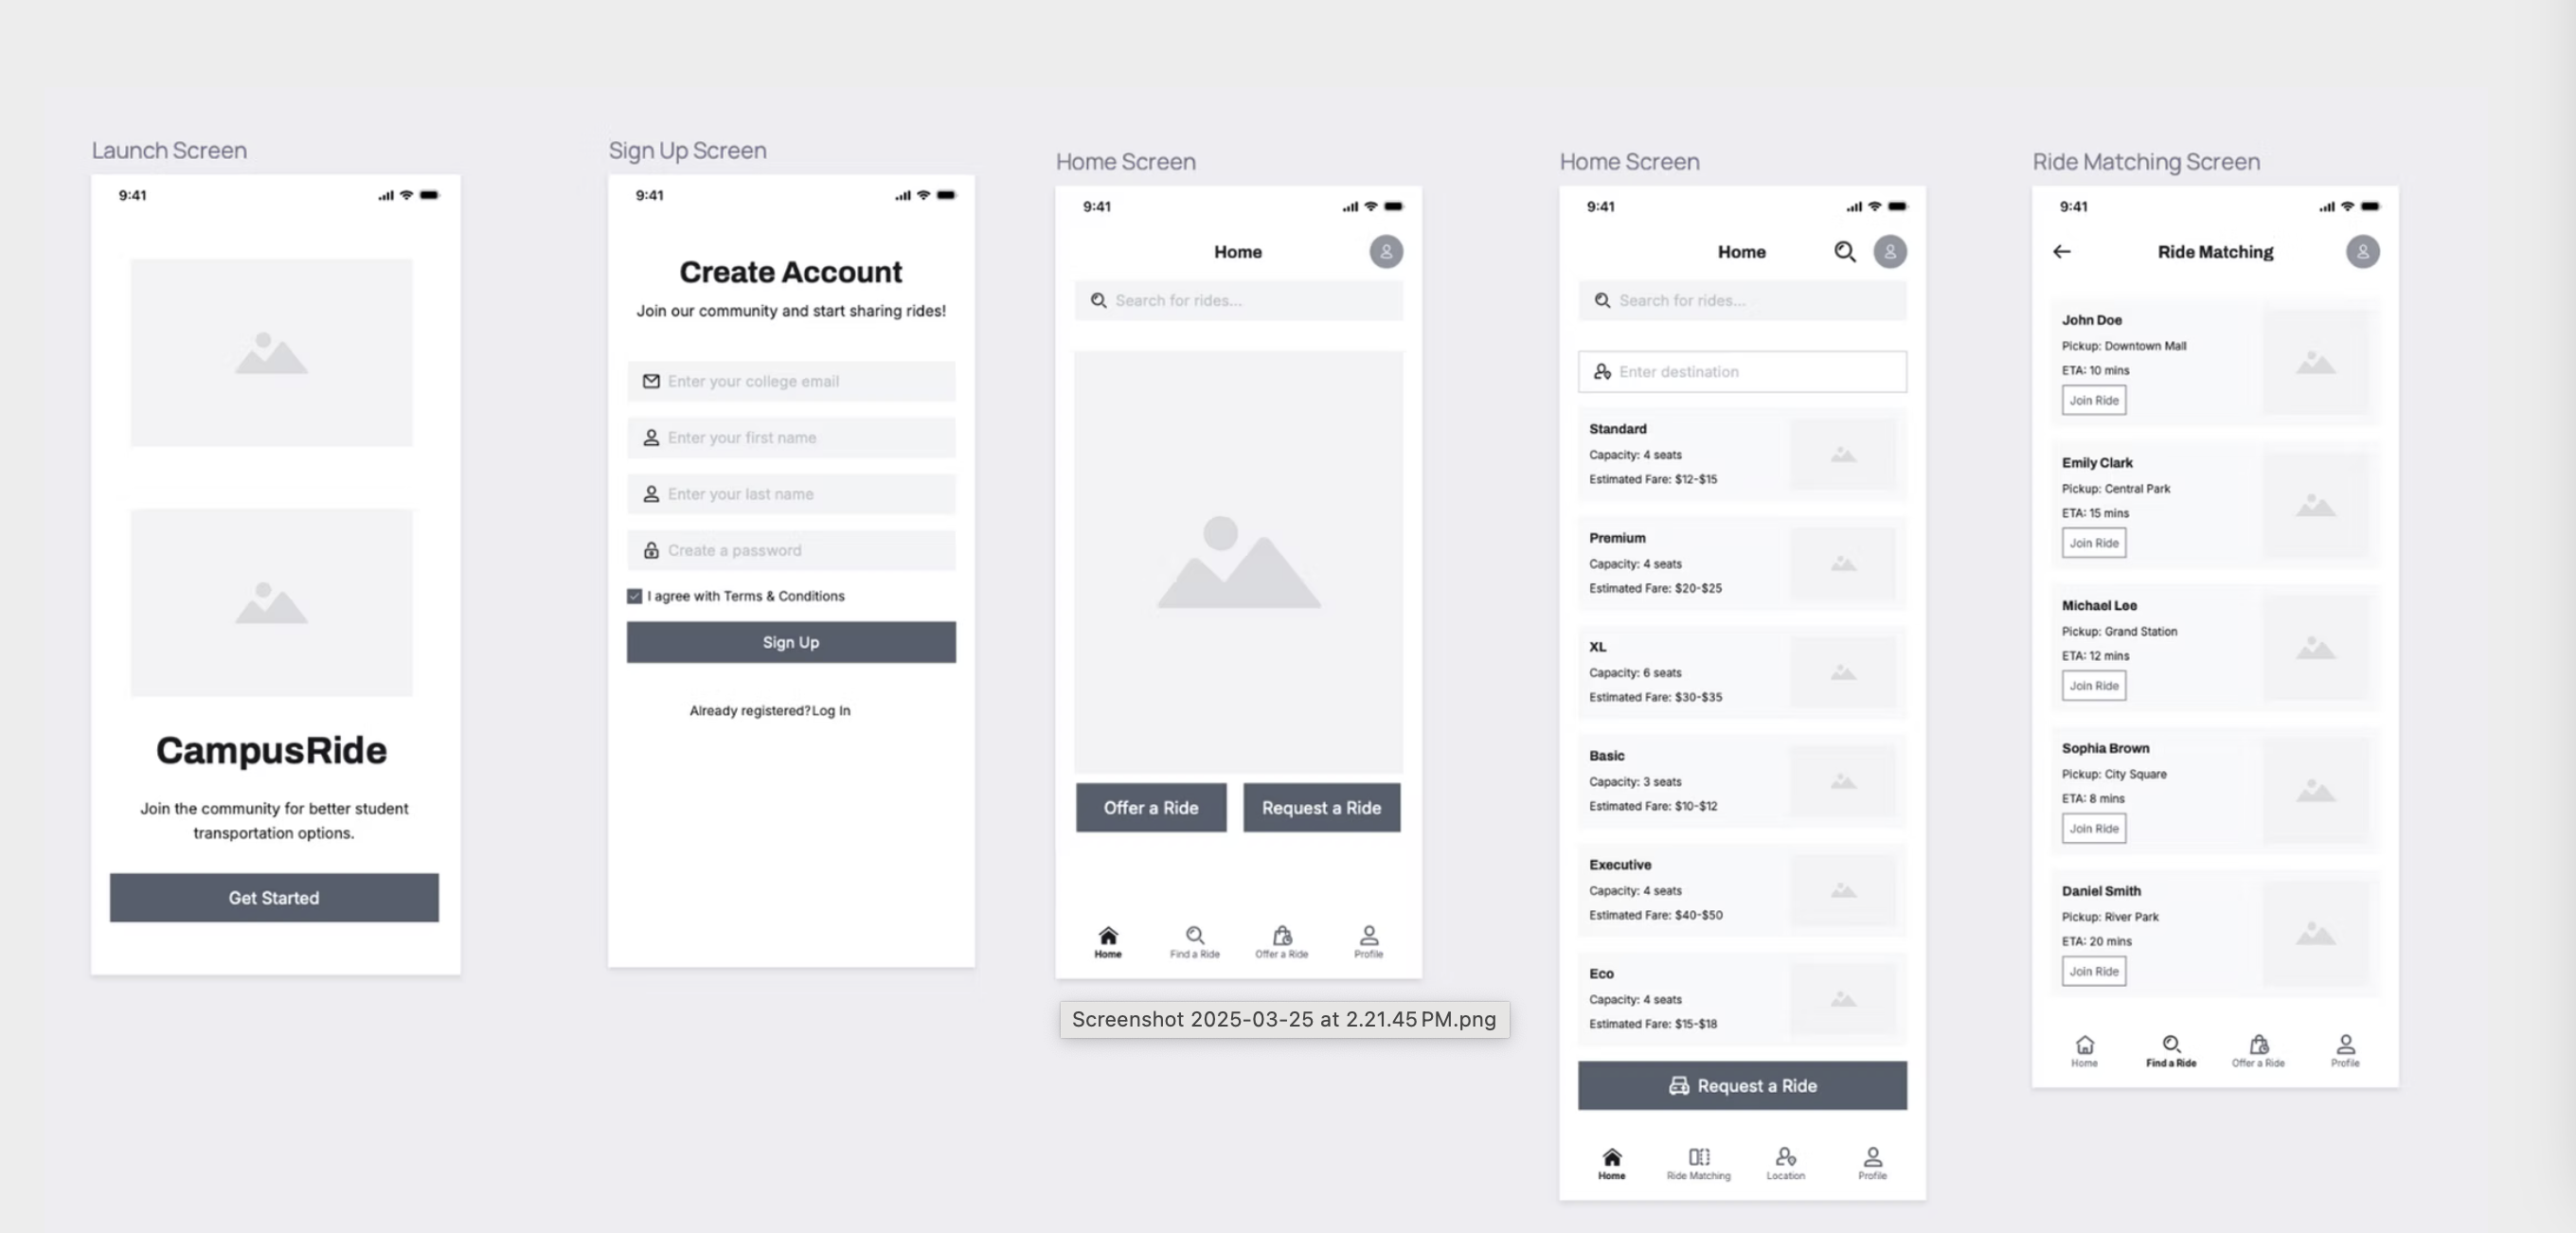 Launch Screen
9:41
CampusRide
Join the community for better student
transportation options.
Get Started
Sign Up Screen
9:41
Create Account
Join our community and start sharing rides!
Enter your college email
Enter your first name
Enter your last name
Create a password
I agree with Terms & Conditions
Sign Up
Already registered?Log In
Home Screen
9:41
Home
Search for rides...
Offer a Ride
Request a Ride
Home
Find a Ride
Offer a Ride
Profile
Screenshot 2025-03-25 at 2.21.45 PM.png
Home Screen
9:41
Home
Search for rides...
Enter destination
Standard
Capacity: 4 seats
Estimated Fare: $12-$15
Premium
Capacity: 4 seats
Estimated Fare: $20-$25
XL
Capacity: 6 seats
Estimated Fare: $30-$35
Basic
Capacity: 3 seats
Estimated Fare: $10-$12
Executive
Capacity: 4 seats
Estimated Fare: $40-$50
Eco
Capacity: 4 seats
Estimated Fare: $15-$18
Request a Ride
Home
Ride Matching
Location
Profile
Ride Matching Screen
9:41
Ride Matching
John Doe
Pickup: Downtown Mall
ETA: 10 mins
Join Ride
Emily Clark
Pickup: Central Park
ETA: 15 mins
Join Ride
Michael Lee
Pickup: Grand Station
ETA: 12 mins
Join Ride
Sophia Brown
Pickup: City Square
ETA: 8 mins
Join Ride
Daniel Smith
Pickup: River Park
ETA: 20 mins
Join Ride
Home
Find a Ride
Offer a Ride
Profile